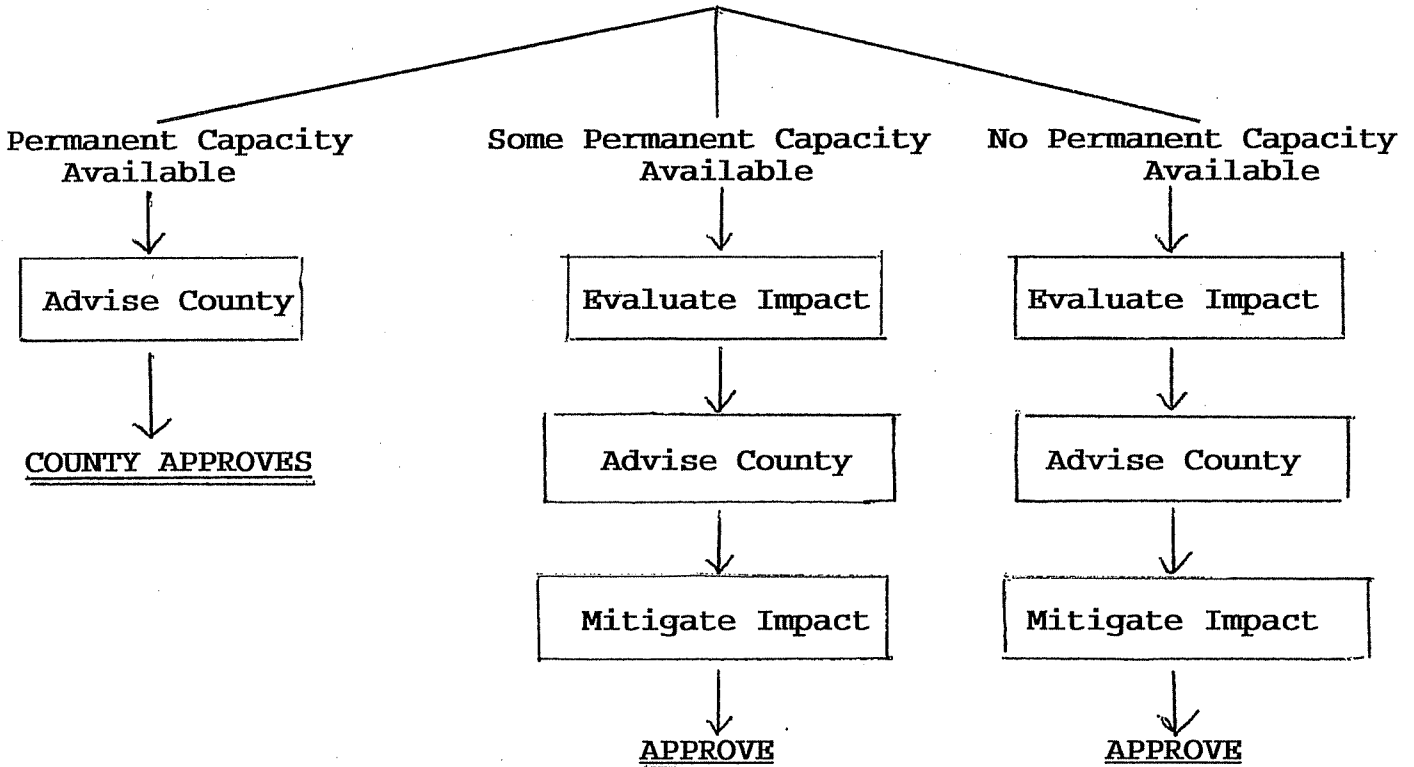 Permanent Capacity
Available
Some Permanent Capacity
Available
No Permanent Capacity
Available
Advise County
COUNTY APPROVES
Evaluate Impact
Advise County
Mitigate Impact
APPROVE
Evaluate Impact
Advise County
Mitigate Impact
APPROVE